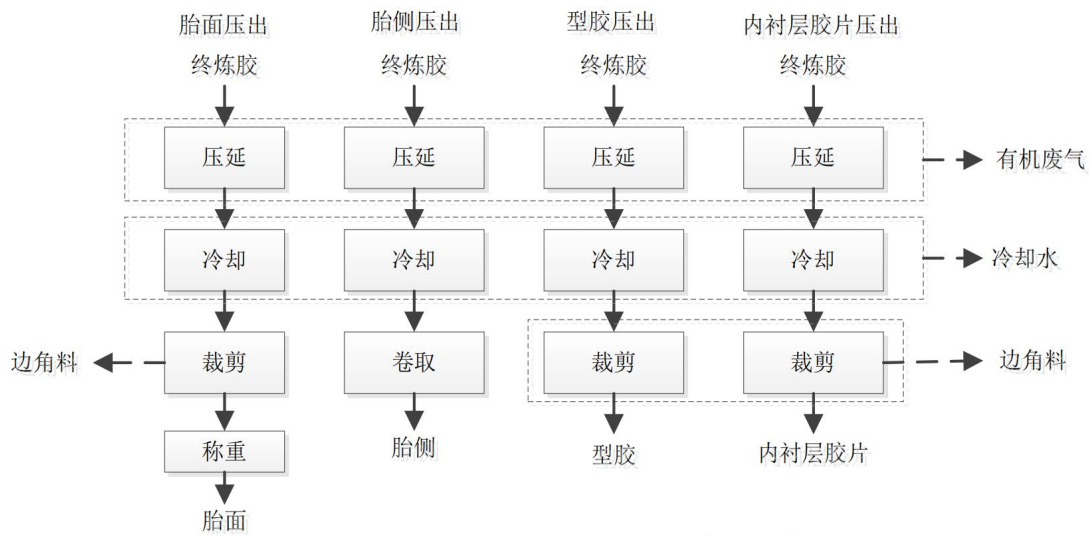 胎面压出 胎侧压出 型胶压出 内衬层胶片压出
终炼胶 终炼胶 终炼胶 终炼胶
压延 压延 压延 压延 有机废气
冷却 冷却 冷却 冷却 冷却水
边角料 裁剪 卷取 裁剪 裁剪 边角料
称重 胎侧 型胶 内衬层胶片
胎面